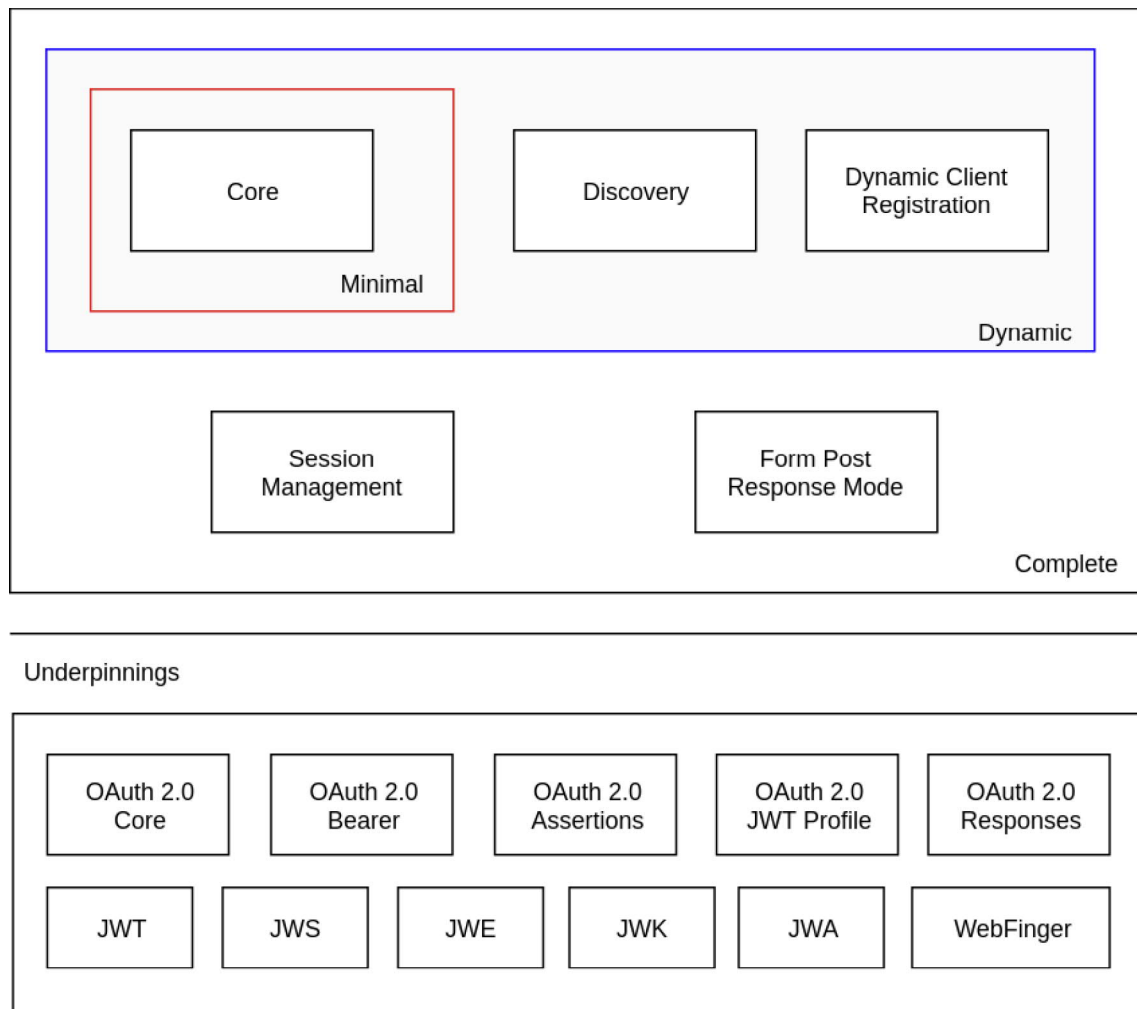 Core
Discovery
Dynamic Client
Registration
Minimal
Dynamic
Session
Management
Form Post
Response Mode
Complete
Underpinnings
OAuth 2.0
Core
OAuth 2.0
Bearer
OAuth 2.0
Assertions
OAuth 2.0
JWT Profile
OAuth 2.0
Responses
JWT
JWS
JWE
JWK
JWA
WebFinger